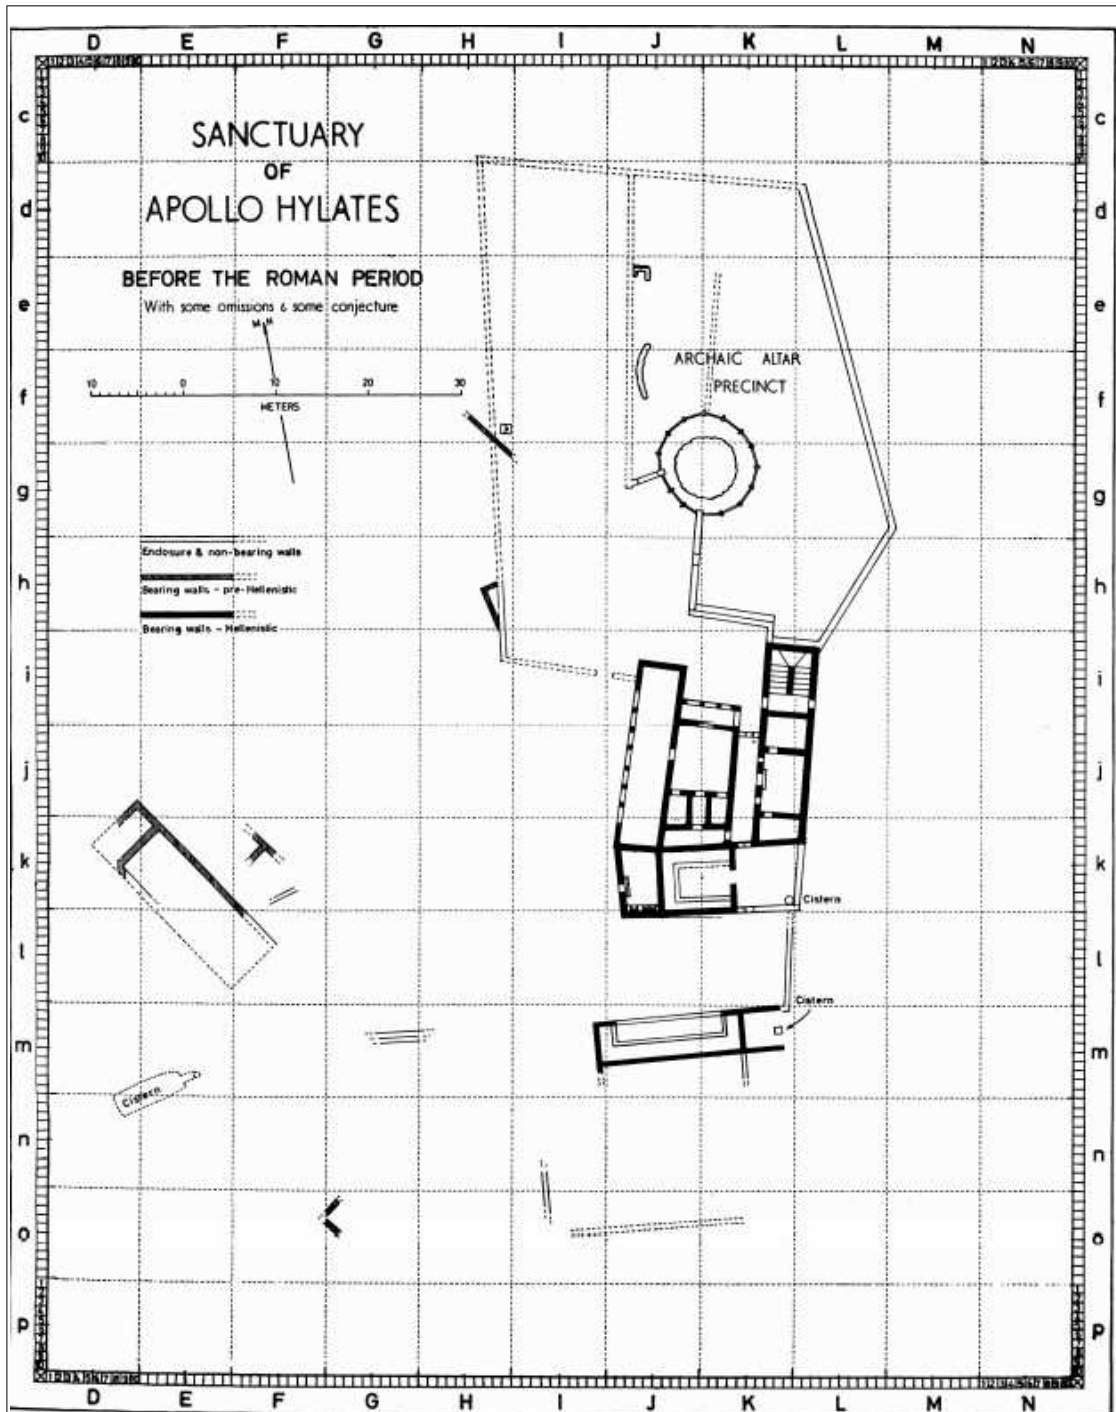 D E F G H I J K L M N
SANCTUARY
OF
APOLLO HYLATES
BEFORE THE ROMAN PERIOD
With some omissions & some conjecture
M N
10 0 10 20 30
METERS
ARCHAIC ALTAR
PRECINCT
Enclosure & non-bearing walls
Bearing walls - pre-Hellenistic
Bearing walls - Hellenistic
Cistern
Cistern
Cistern
c c
d d
e e
f f
g g
h h
i i
j j
k k
l l
m m
n n
o o
p p
D E F G H I J K L M N